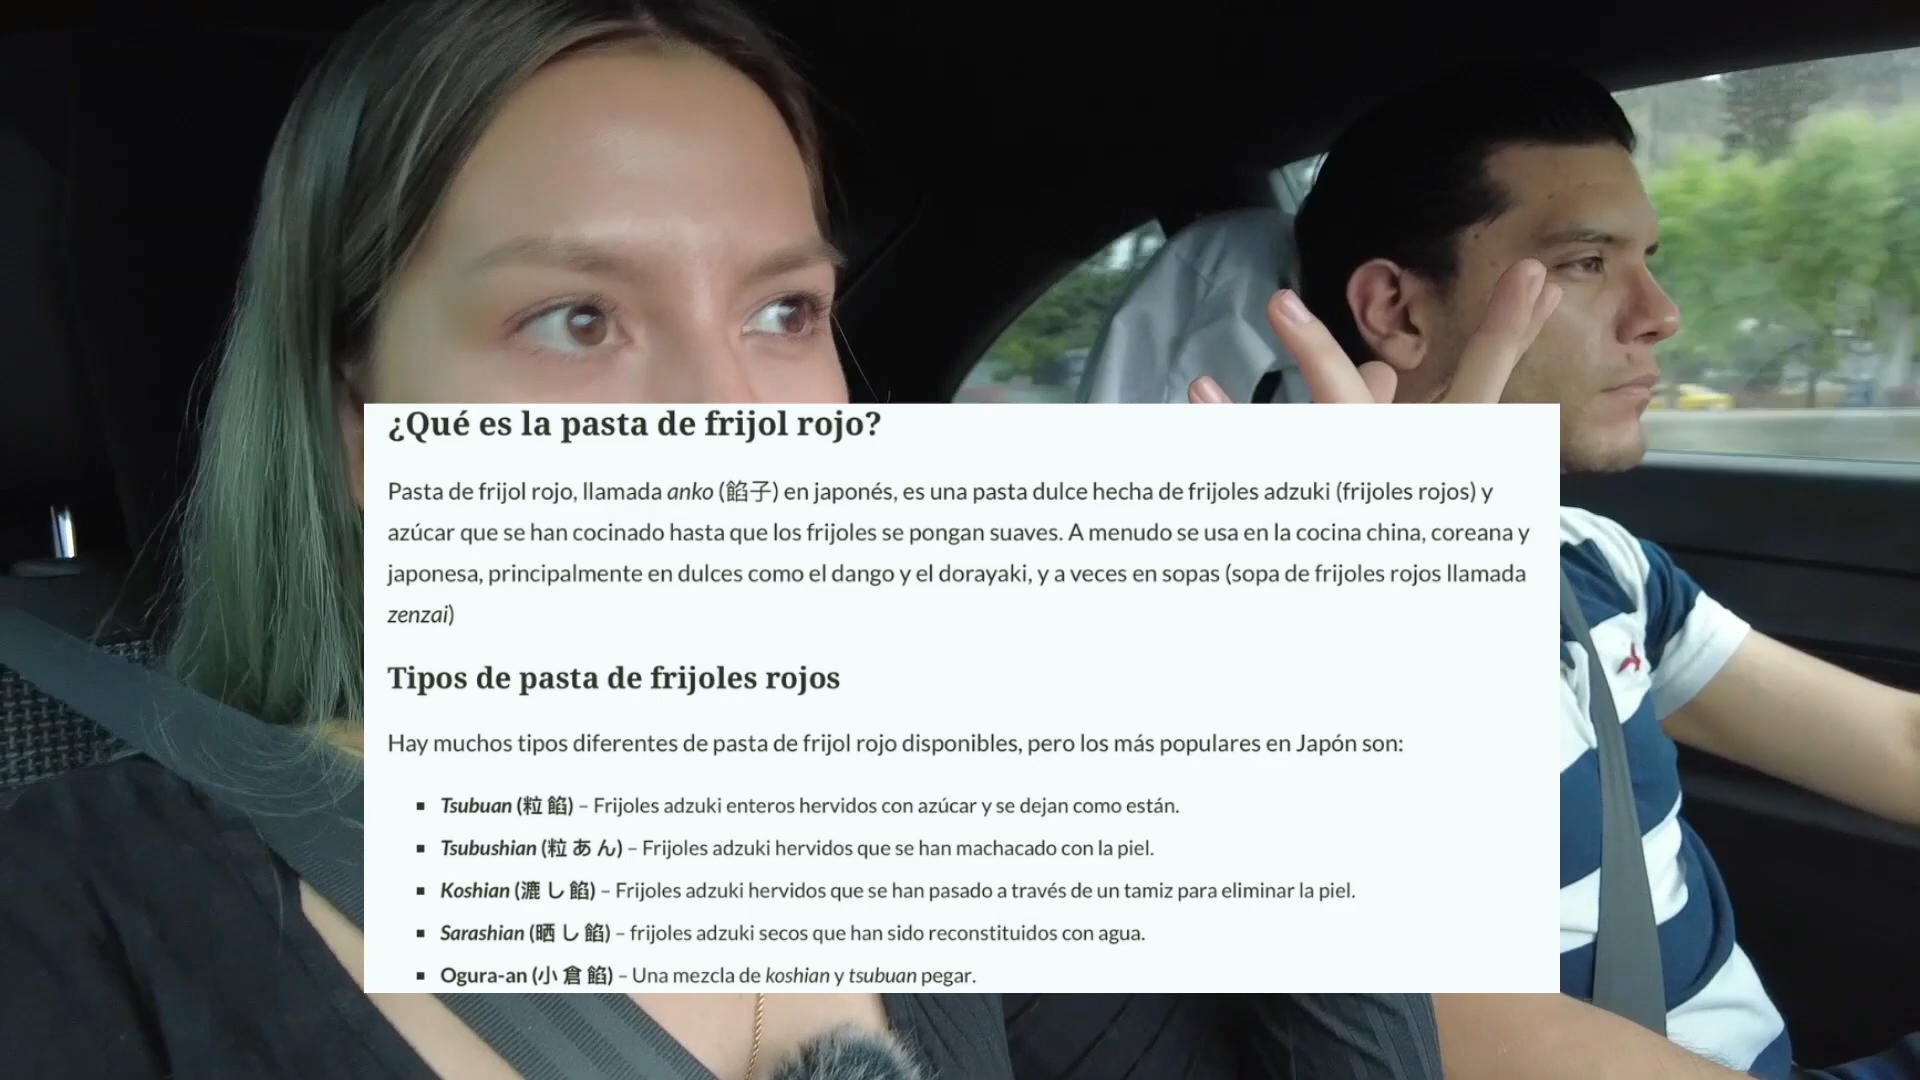 ¿Qué es la pasta de frijol rojo?
Pasta de frijol rojo, llamada anko (餡子) en japonés, es una pasta dulce hecha de frijoles adzuki (frijoles rojos) y
azúcar que se han cocinado hasta que los frijoles se pongan suaves. A menudo se usa en la cocina china, coreana y
japonesa, principalmente en dulces como el dango y el dorayaki, y a veces en sopas (sopa de frijoles rojos llamada
zenzai)
Tipos de pasta de frijoles rojos
Hay muchos tipos diferentes de pasta de frijol rojo disponibles, pero los más populares en Japón son:
▪ Tsubuan (粒 餡) – Frijoles adzuki enteros hervidos con azúcar y se dejan como están.
▪ Tsubushian (粒 あ ん) – Frijoles adzuki hervidos que se han machacado con la piel.
▪ Koshian (漉 し 餡) – Frijoles adzuki hervidos que se han pasado a través de un tamiz para eliminar la piel.
▪ Sarashian (晒 し 餡) – frijoles adzuki secos que han sido reconstituidos con agua.
▪ Ogura-an (小 倉 餡) – Una mezcla de koshian y tsubuan pegar.